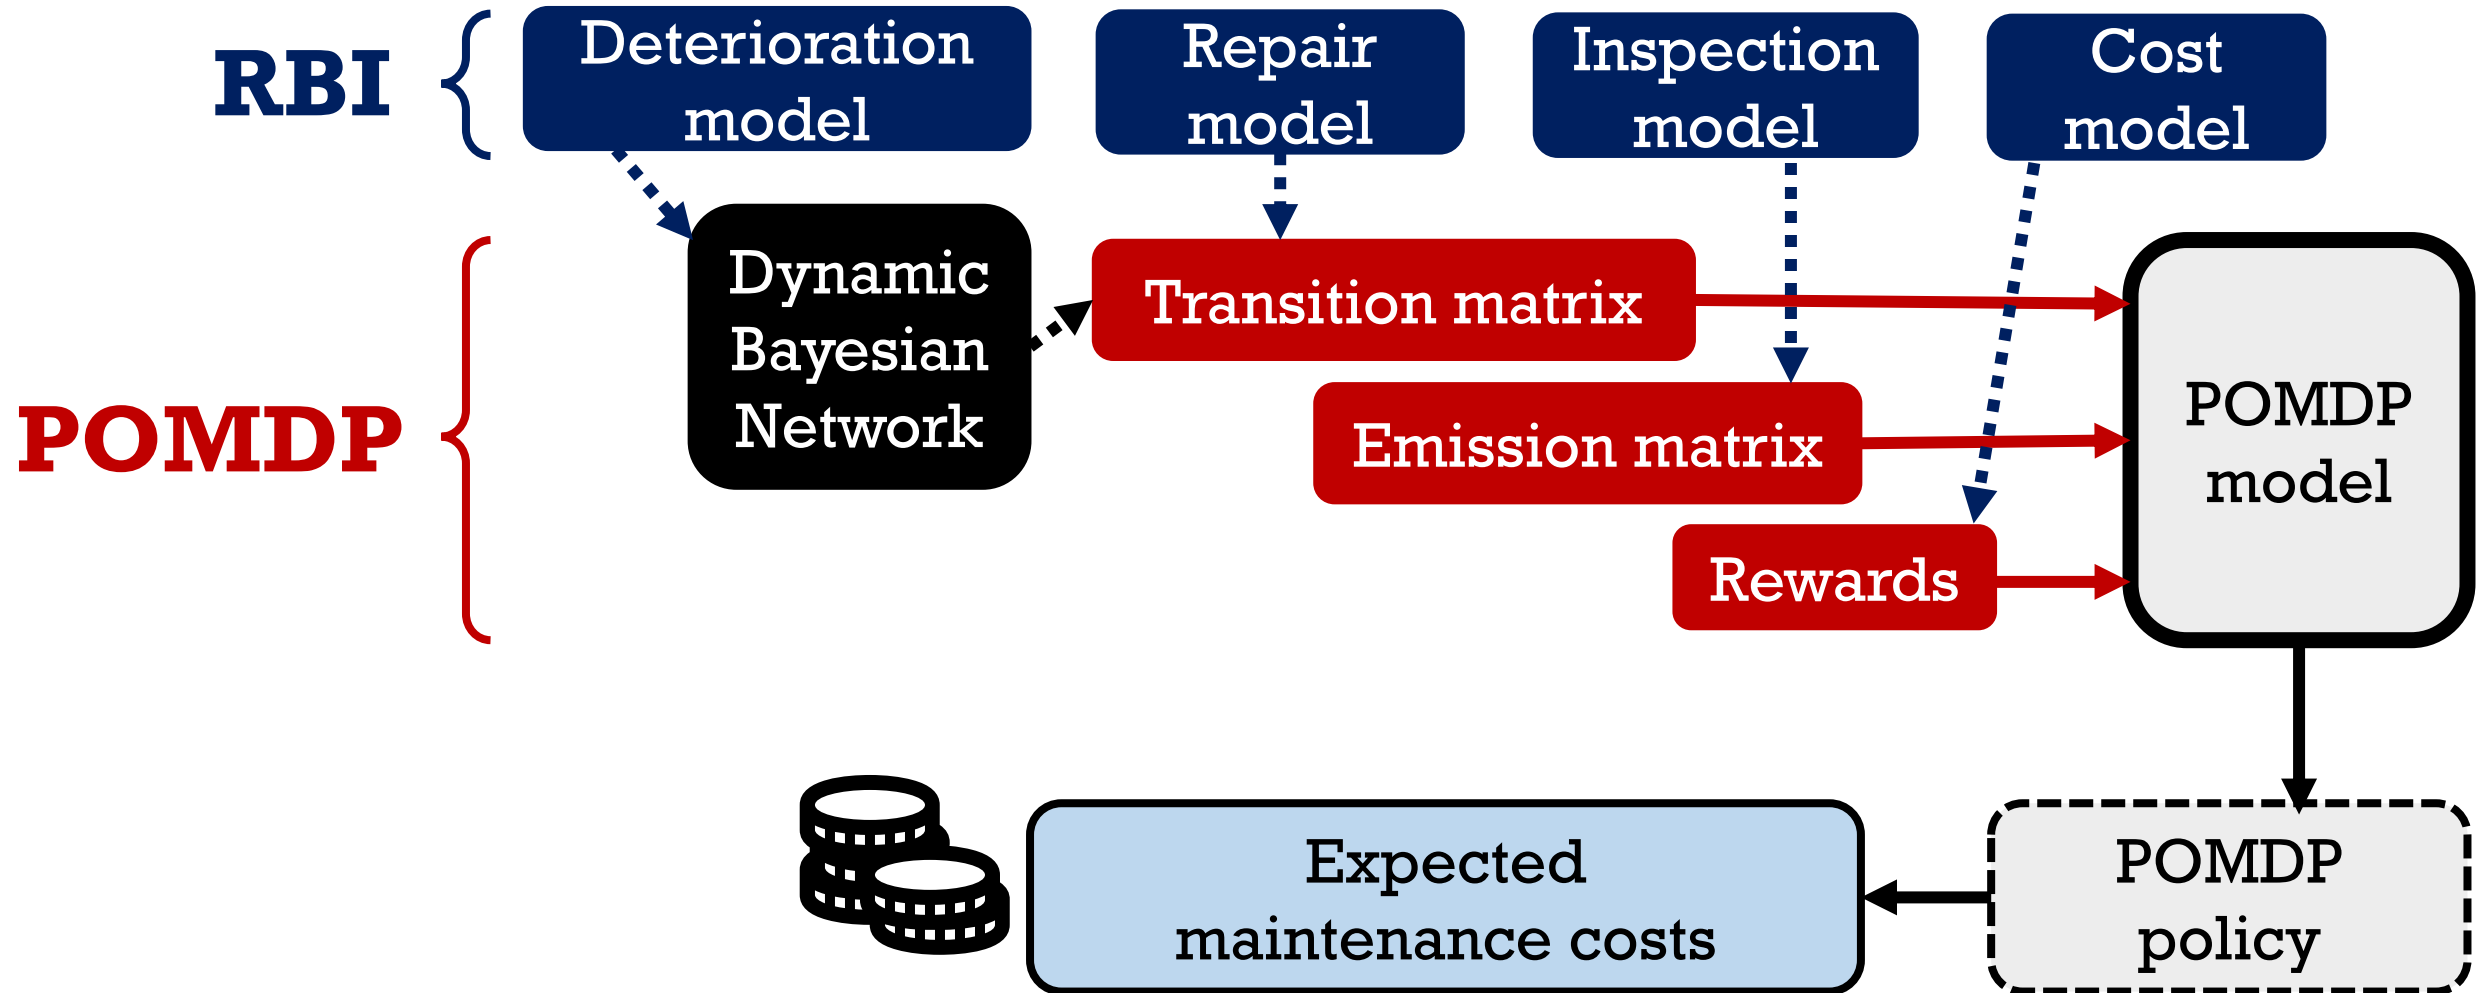 RBI
Deterioration
model
Repair
model
Inspection
model
Cost
model
POMDP
Dynamic
Bayesian
Network
Transition matrix
Emission matrix
Rewards
POMDP
model
Expected
maintenance costs
POMDP
policy